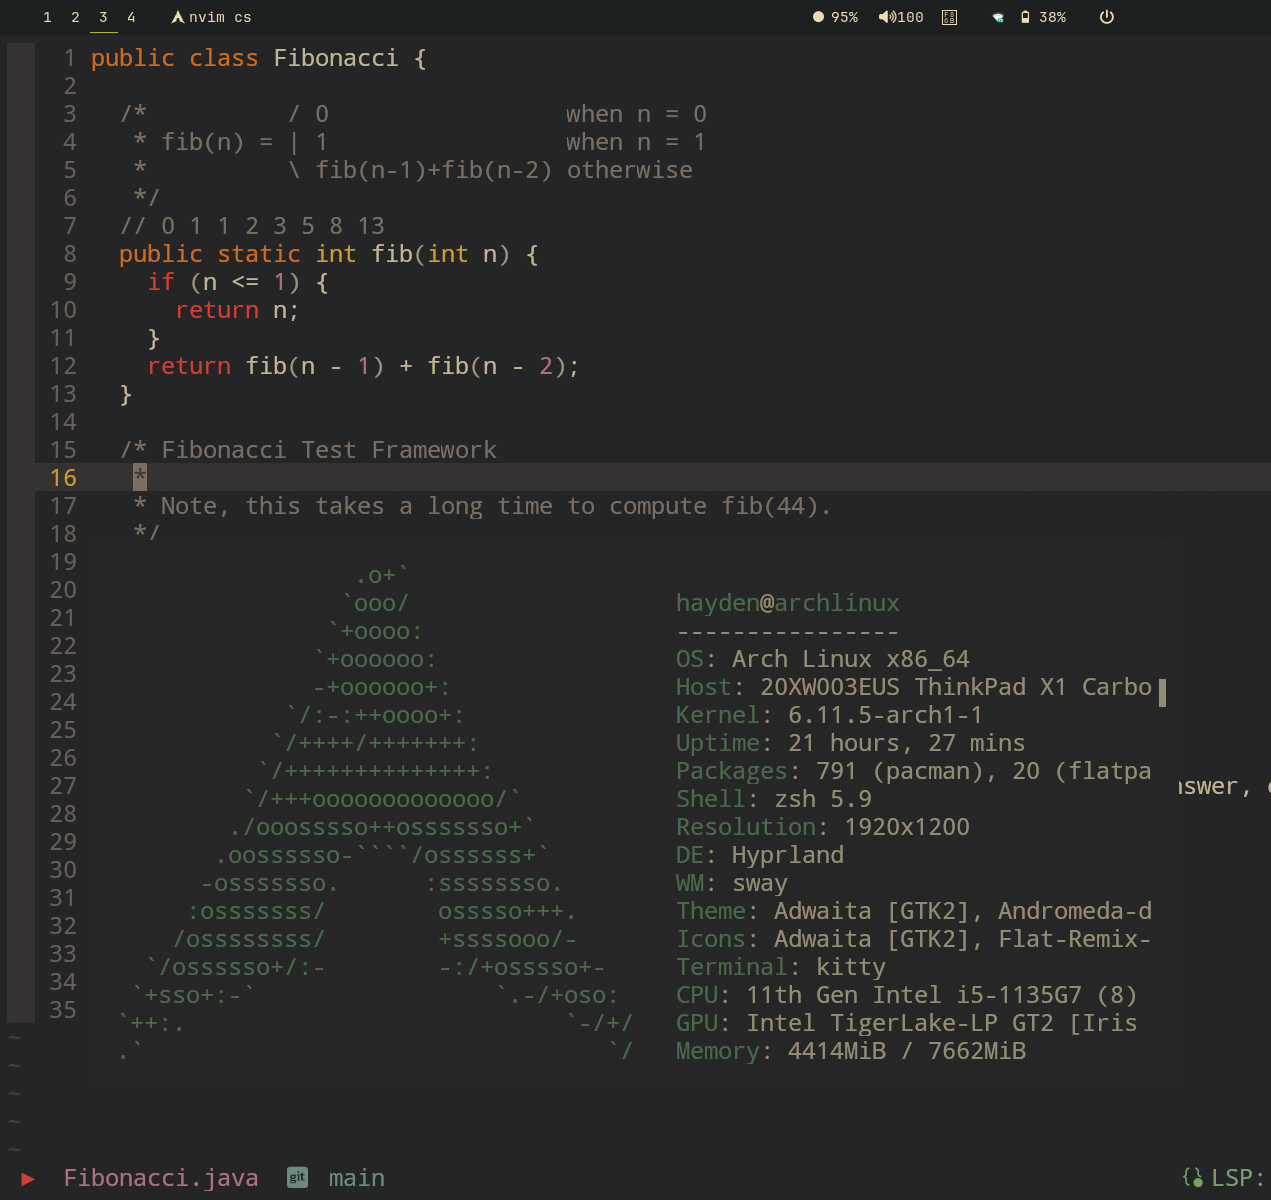 1 2 3 4 nvim cs 95% 100 38%
1 public class Fibonacci {
2
3 /* / 0 when n = 0
4 * fib(n) = | 1 when n = 1
5 * \ fib(n-1)+fib(n-2) otherwise
6 */
7 // 0 1 1 2 3 5 8 13
8 public static int fib(int n) {
9 if (n <= 1) {
10 return n;
11 }
12 return fib(n - 1) + fib(n - 2);
13 }
14
15 /* Fibonacci Test Framework
16 *
17 * Note, this takes a long time to compute fib(44).
18 */
19
20
21
22
23
24
25
26
27
28
29
30
31
32
33
34
35
.o+`
`ooo/
`+oooo:
`+oooooo:
-+oooooo+:
`/:-:++oooo+:
`/++++/+++++++:
`/++++++++++++++:
`/+++ooooooooooooo/`
./ooosssso++osssssso+`
.oossssso-````/ossssss+`
-osssssso. :ssssssso.
:osssssss/ osssso+++.
/ossssssss/ +ssssooo/-
`/ossssso+/:- -:/+osssso+-
`+sso+:-` `.-/+oso:
`++:. `-/+/
.` `/
hayden@archlinux
----------------
OS: Arch Linux x86_64
Host: 20XW003EUS ThinkPad X1 Carbo
Kernel: 6.11.5-arch1-1
Uptime: 21 hours, 27 mins
Packages: 791 (pacman), 20 (flatpa
Shell: zsh 5.9
Resolution: 1920x1200
DE: Hyprland
WM: sway
Theme: Adwaita [GTK2], Andromeda-d
Icons: Adwaita [GTK2], Flat-Remix-
Terminal: kitty
CPU: 11th Gen Intel i5-1135G7 (8)
GPU: Intel TigerLake-LP GT2 [Iris
Memory: 4414MiB / 7662MiB
nswer,
~
~
~
~
~
Fibonacci.java git main LSP: